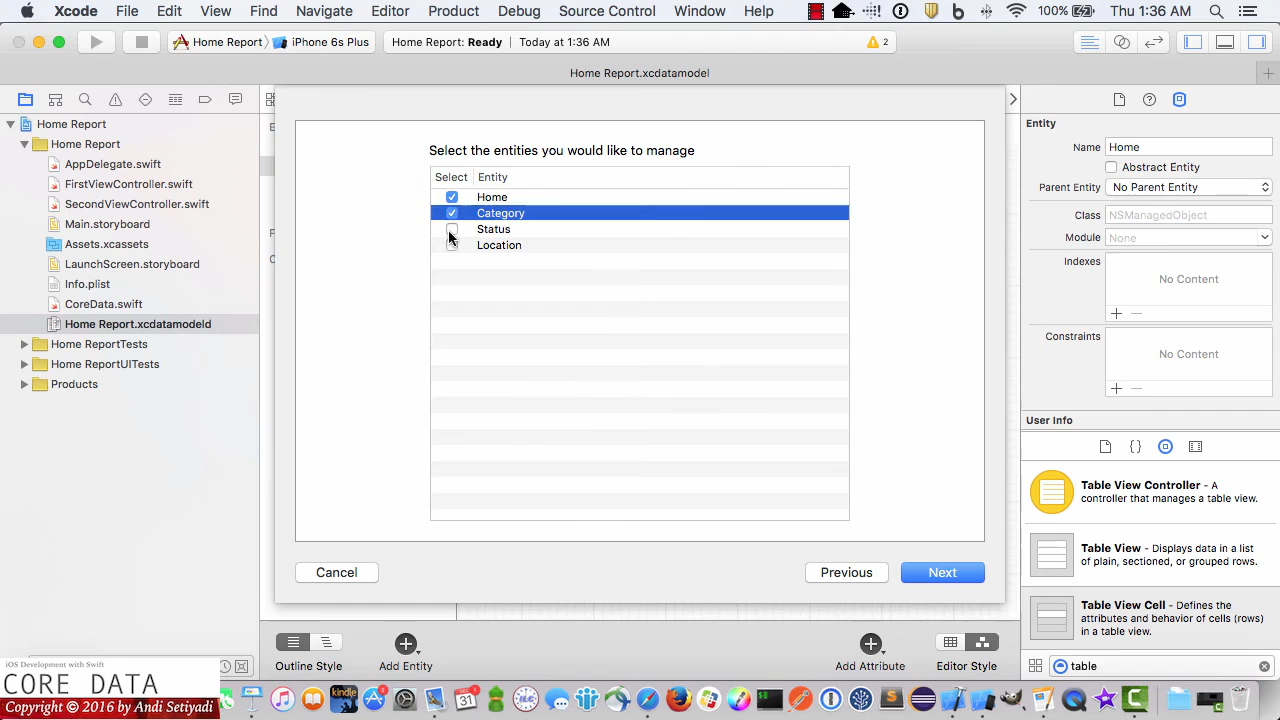 Xcode File Edit View Find Navigate Editor Product Debug Source Control Window Help 100% Thu 1:36 AM
Home Report iPhone 6s Plus Home Report: Ready Today at 1:36 AM 2
Home Report.xcdatamodel
Home Report
Home Report
AppDelegate.swift
FirstViewController.swift
SecondViewController.swift
Main.storyboard
Assets.xcassets
LaunchScreen.storyboard
Info.plist
CoreData.swift
Home Report.xcdatamodeld
Home ReportTests
Home ReportUITests
Products
Select the entities you would like to manage
Select Entity
Home
Category
Status
Location
Cancel Previous Next
Outline Style Add Entity Add Attribute Editor Style
Entity
Name Home
Abstract Entity
Parent Entity No Parent Entity
Class NSManagedObject
Module None
Indexes
No Content
Constraints
No Content
User Info
Table View Controller - A
controller that manages a table view.
Table View - Displays data in a list
of plain, sectioned, or grouped rows.
Table View Cell - Defines the
attributes and behavior of cells (rows)
in a table view.
table
iOS Development with Swift
CORE DATA
Copyright © 2016 by Andi Setiyadi
kindle